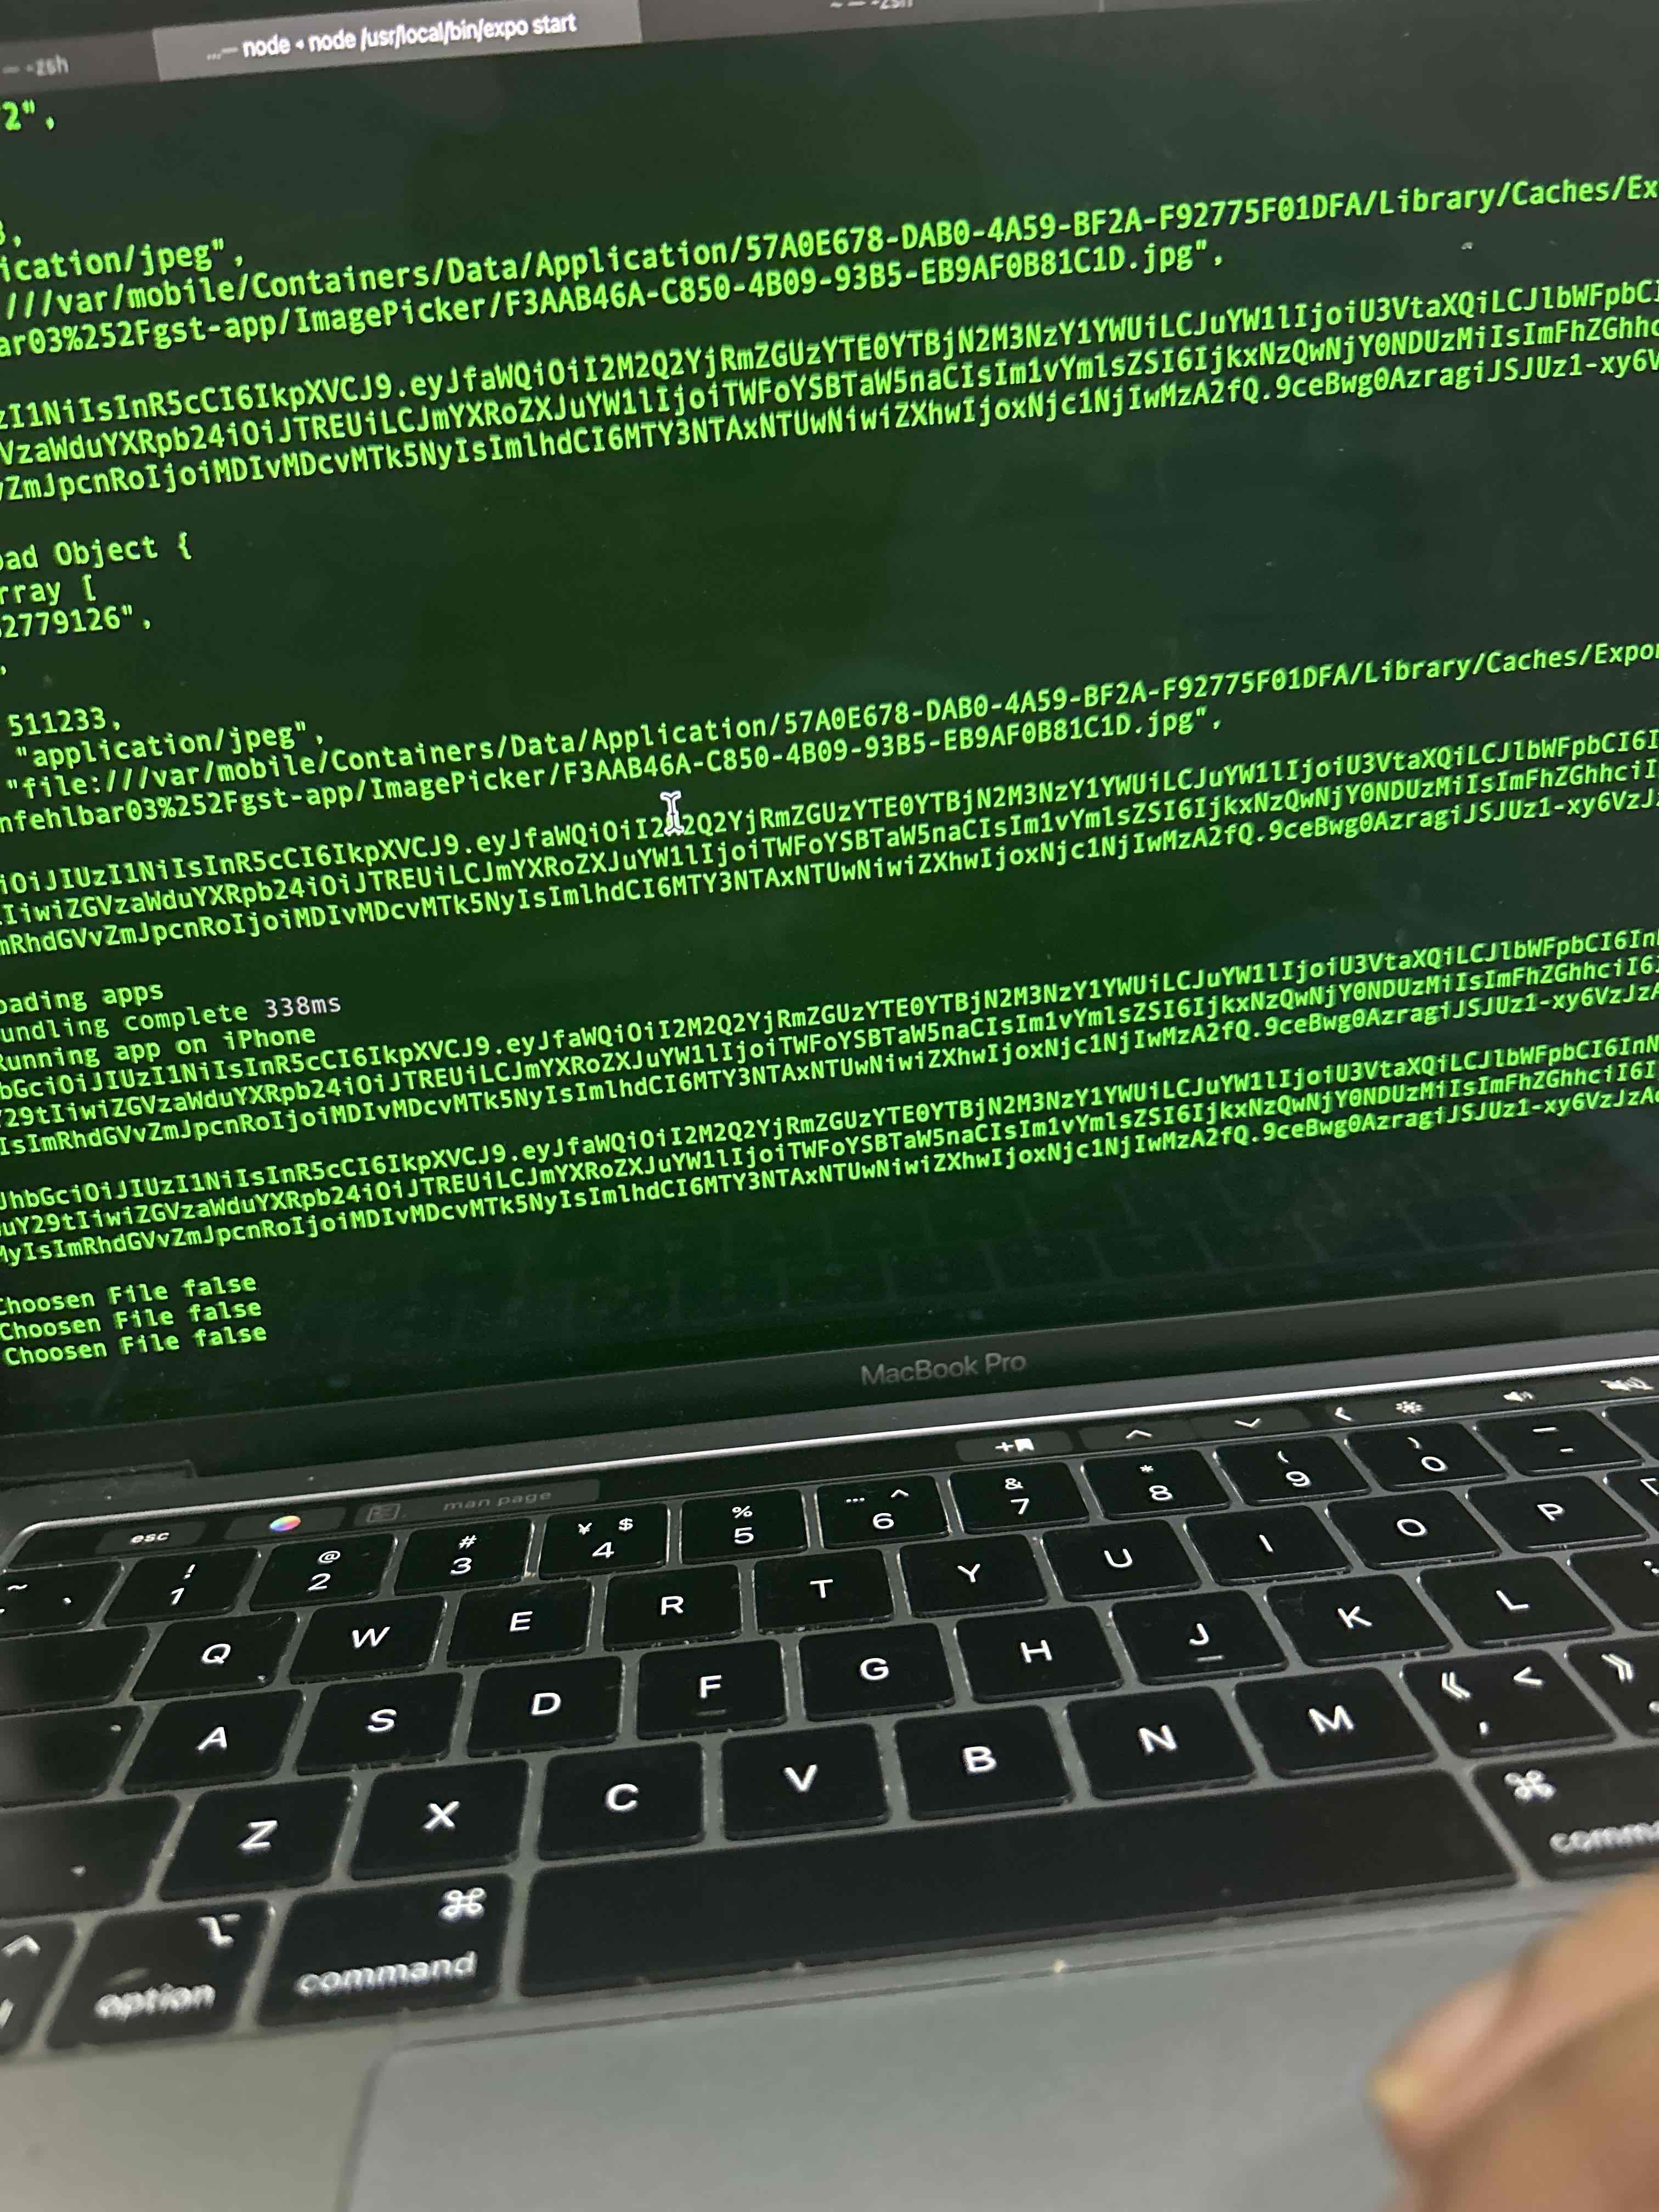 — -zsh
...— node • node /usr/local/bin/expo start
~ — -zsh
2",
ication/jpeg",
///var/mobile/Containers/Data/Application/57A0E678-DAB0-4A59-BF2A-F92775F01DFA/Library/Caches/Ex
ar03%252Fgst-app/ImagePicker/F3AAB46A-C850-4B09-93B5-EB9AF0B81C1D.jpg",
zI1NiIsInR5cCI6IkpXVCJ9.eyJfaWQiOiI2M2Q2YjRmZGUzYTE0YTBjN2M3NzY1YWUiLCJuYW1lIjoiU3VtaXQiLCJlbWFpbCI
VzaWduYXRpb24iOiJTREUiLCJmYXRoZXJuYW1lIjoiTWFoYSBTaW5naCIsIm1vYmlsZSI6IjkxNzQwNjY0NDUzMiIsImFhZGhhc
ZmJpcnRoIjoiMDIvMDcvMTk5NyIsImlhdCI6MTY3NTAxNTUwNiwiZXhwIjoxNjc1NjIwMzA2fQ.9ceBwg0AzragiJSJUz1-xy6V
oad Object {
rray [
2779126",
,
511233,
"application/jpeg",
"file:///var/mobile/Containers/Data/Application/57A0E678-DAB0-4A59-BF2A-F92775F01DFA/Library/Caches/Expo
nfehlbar03%252Fgst-app/ImagePicker/F3AAB46A-C850-4B09-93B5-EB9AF0B81C1D.jpg",
iOiJIUzI1NiIsInR5cCI6IkpXVCJ9.eyJfaWQiOiI2M2Q2YjRmZGUzYTE0YTBjN2M3NzY1YWUiLCJuYW1lIjoiU3VtaXQiLCJlbWFpbCI6I
IiwiZGVzaWduYXRpb24iOiJTREUiLCJmYXRoZXJuYW1lIjoiTWFoYSBTaW5naCIsIm1vYmlsZSI6IjkxNzQwNjY0NDUzMiIsImFhZGhhciI
mRhdGVvZmJpcnRoIjoiMDIvMDcvMTk5NyIsImlhdCI6MTY3NTAxNTUwNiwiZXhwIjoxNjc1NjIwMzA2fQ.9ceBwg0AzragiJSJUz1-xy6VzJ
oading apps
undling complete 338ms
Running app on iPhone
bGciOiJIUzI1NiIsInR5cCI6IkpXVCJ9.eyJfaWQiOiI2M2Q2YjRmZGUzYTE0YTBjN2M3NzY1YWUiLCJuYW1lIjoiU3VtaXQiLCJlbWFpbCI6In
Y29tIiwiZGVzaWduYXRpb24iOiJTREUiLCJmYXRoZXJuYW1lIjoiTWFoYSBTaW5naCIsIm1vYmlsZSI6IjkxNzQwNjY0NDUzMiIsImFhZGhhciI6
IsImRhdGVvZmJpcnRoIjoiMDIvMDcvMTk5NyIsImlhdCI6MTY3NTAxNTUwNiwiZXhwIjoxNjc1NjIwMzA2fQ.9ceBwg0AzragiJSJUz1-xy6VzJzA
JhbGciOiJIUzI1NiIsInR5cCI6IkpXVCJ9.eyJfaWQiOiI2M2Q2YjRmZGUzYTE0YTBjN2M3NzY1YWUiLCJuYW1lIjoiU3VtaXQiLCJlbWFpbCI6InN
uY29tIiwiZGVzaWduYXRpb24iOiJTREUiLCJmYXRoZXJuYW1lIjoiTWFoYSBTaW5naCIsIm1vYmlsZSI6IjkxNzQwNjY0NDUzMiIsImFhZGhhciI6I
MyIsImRhdGVvZmJpcnRoIjoiMDIvMDcvMTk5NyIsImlhdCI6MTY3NTAxNTUwNiwiZXhwIjoxNjc1NjIwMzA2fQ.9ceBwg0AzragiJSJUz1-xy6VzJzA
Choosen File false
Choosen File false
Choosen File false
MacBook Pro
esc man page
! @ # ¥ $ % ... ^ & * ( ) — -
1 2 3 4 5 6 7 8 9 0
Q W E R T Y U I O P
A S D F G H J K L
Z X C V B N M 《 < , 》
⌥ ⌘ ⌘
option command comma